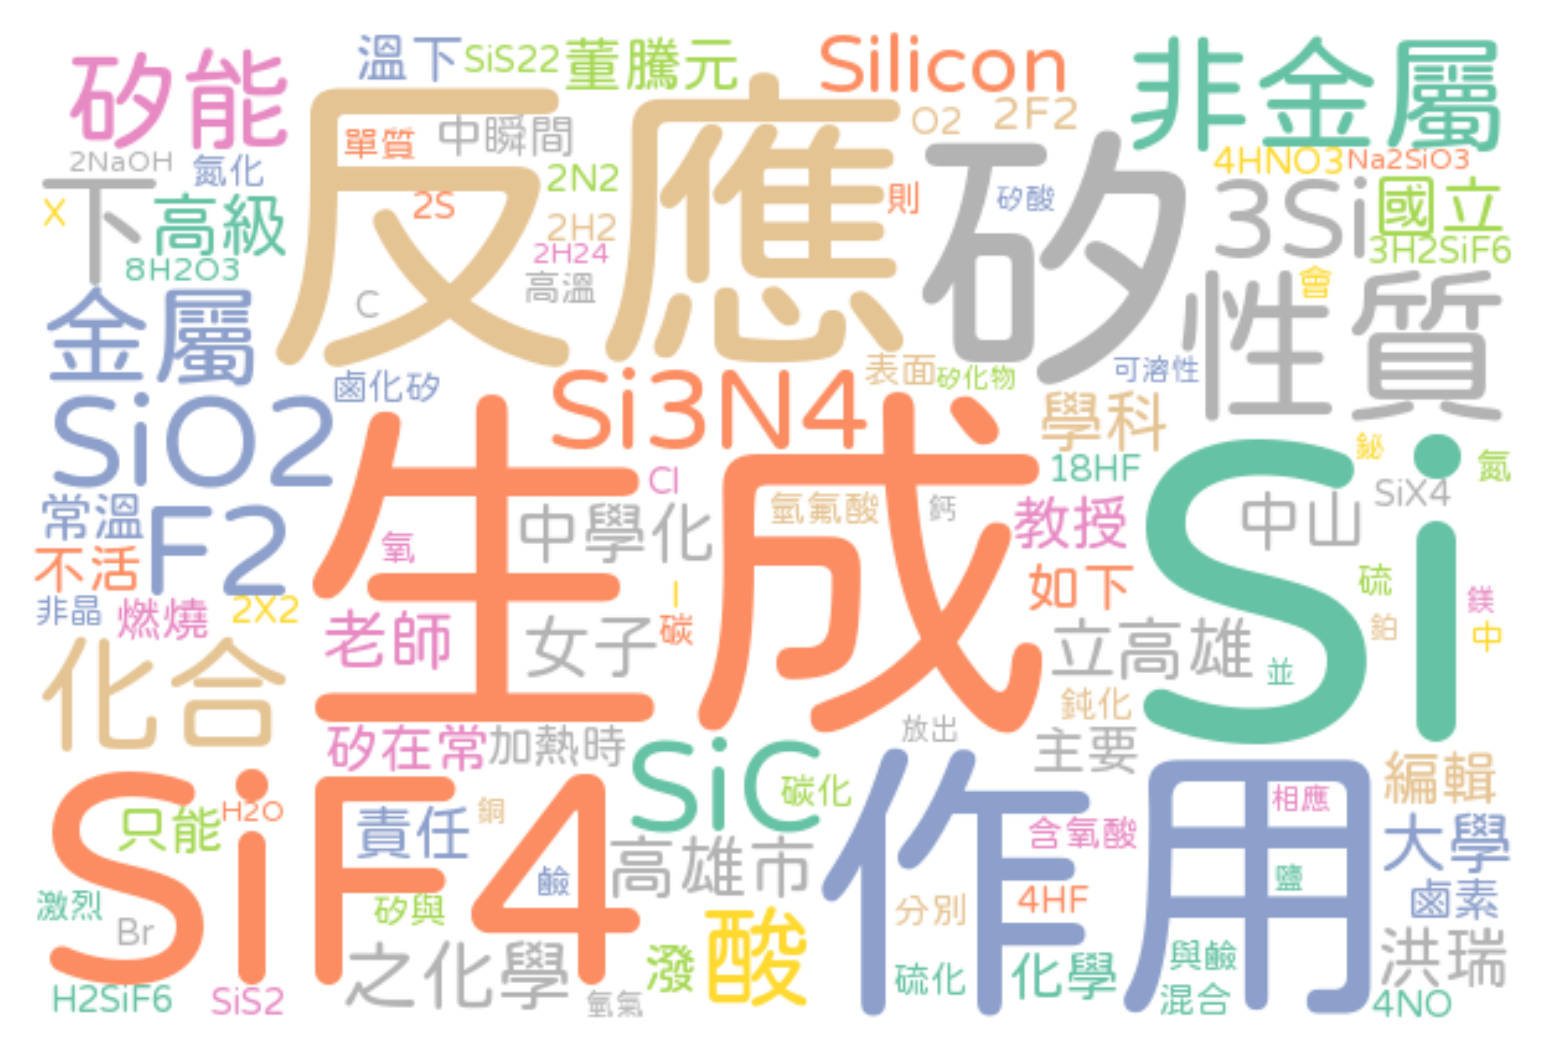 矽能
溫下
SiS22
董騰元
Silicon
非金屬
反應
矽
單質
中瞬間
O2
2F2
2NaOH
氮化
2N2
4HNO3
Na2SiO3
下
X
高級
2S
2H2
則
矽酸
3Si
國立
2H24
3H2SiF6
8H2O3
高溫
C
會
金屬
性質
鹵化矽
Si3N4
表面
矽化物
可溶性
SiO2
學科
生成
Si
鉍
氮
18HF
Cl
SiX4
常溫
F2
中學化
氫氟酸
鈣
教授
中山
氧
不活
如下
硫
非晶
燃燒
2X2
I
鎂
老師
女子
碳
立高雄
鉑
中
並
化合
鈍化
矽在常
加熱時
放出
主要
SiC
碳化
作用
編輯
SiF4
H2O
只能
責任
銅
相應
高雄市
含氧酸
大學
鹼
鹽
激烈
Br
矽與
酸
分別
4HF
鹵素
之化學
潑
硫化
化學
與鹼
洪瑞
H2SiF6
SiS2
氫氣
混合
4NO